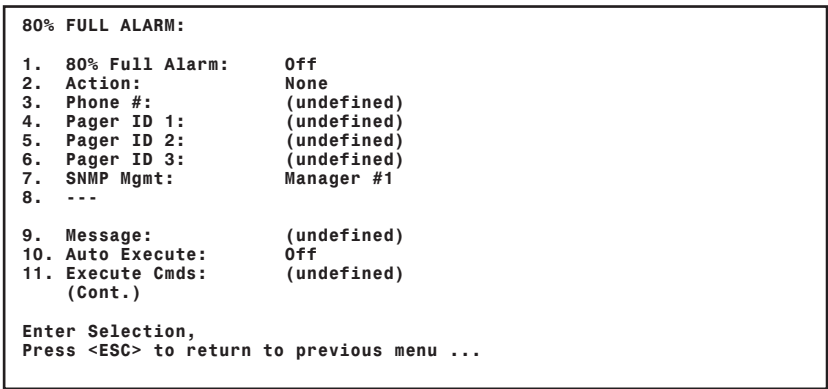 80% FULL ALARM:
1. 80% Full Alarm: Off
2. Action: None
3. Phone #: (undefined)
4. Pager ID 1: (undefined)
5. Pager ID 2: (undefined)
6. Pager ID 3: (undefined)
7. SNMP Mgmt: Manager #1
8. ---
9. Message: (undefined)
10. Auto Execute: Off
11. Execute Cmds: (undefined)
(Cont.)
Enter Selection,
Press <ESC> to return to previous menu ...